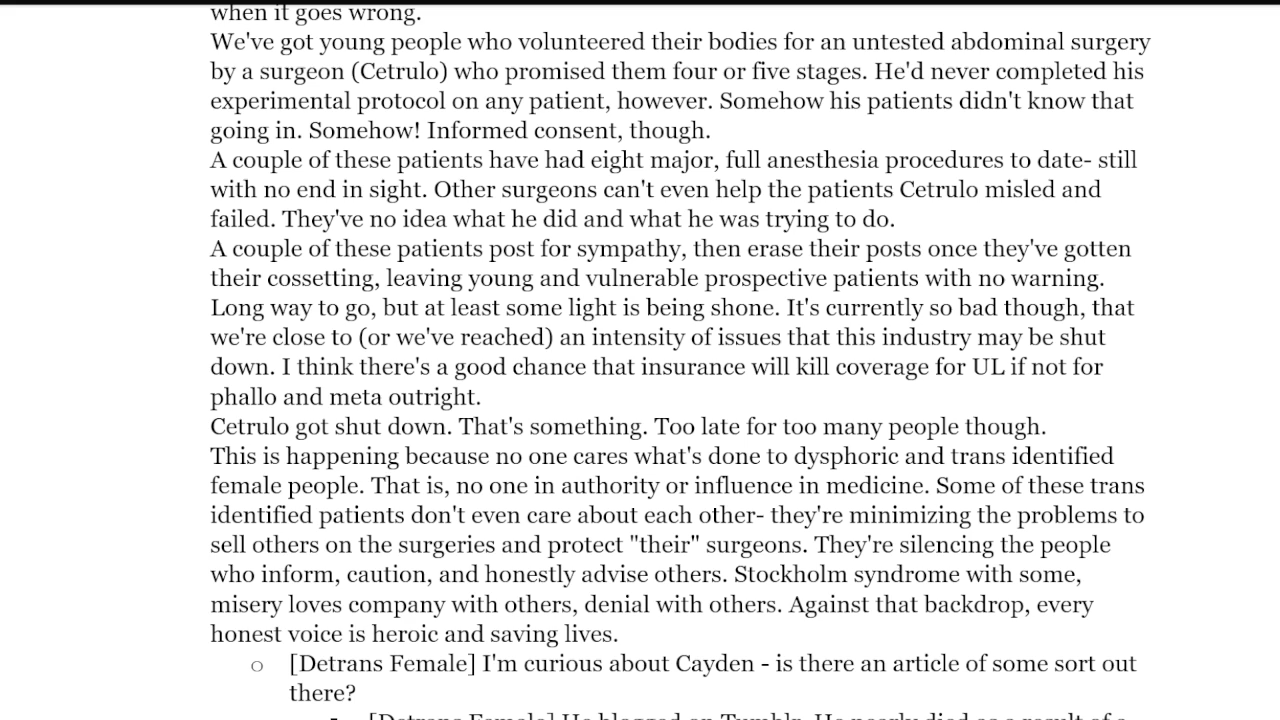 when it goes wrong.
We've got young people who volunteered their bodies for an untested abdominal surgery
by a surgeon (Cetrulo) who promised them four or five stages. He'd never completed his
experimental protocol on any patient, however. Somehow his patients didn't know that
going in. Somehow! Informed consent, though.
A couple of these patients have had eight major, full anesthesia procedures to date- still
with no end in sight. Other surgeons can't even help the patients Cetrulo misled and
failed. They've no idea what he did and what he was trying to do.
A couple of these patients post for sympathy, then erase their posts once they've gotten
their cossetting, leaving young and vulnerable prospective patients with no warning.
Long way to go, but at least some light is being shone. It's currently so bad though, that
we're close to (or we've reached) an intensity of issues that this industry may be shut
down. I think there's a good chance that insurance will kill coverage for UL if not for
phallo and meta outright.
Cetrulo got shut down. That's something. Too late for too many people though.
This is happening because no one cares what's done to dysphoric and trans identified
female people. That is, no one in authority or influence in medicine. Some of these trans
identified patients don't even care about each other- they're minimizing the problems to
sell others on the surgeries and protect "their" surgeons. They're silencing the people
who inform, caution, and honestly advise others. Stockholm syndrome with some,
misery loves company with others, denial with others. Against that backdrop, every
honest voice is heroic and saving lives.
o [Detrans Female] I'm curious about Cayden - is there an article of some sort out
there?
[Detrans Female] He blogged on Tumblr. He nearly died as a result of a